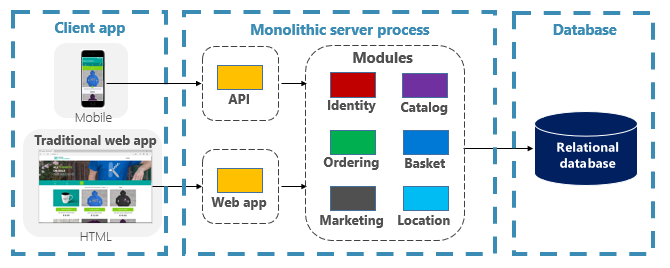 Client app
Mobile
Traditional web app
HTML
Monolithic server process
API
Web app
Modules
Identity
Catalog
Ordering
Basket
Marketing
Location
Database
Relational
database